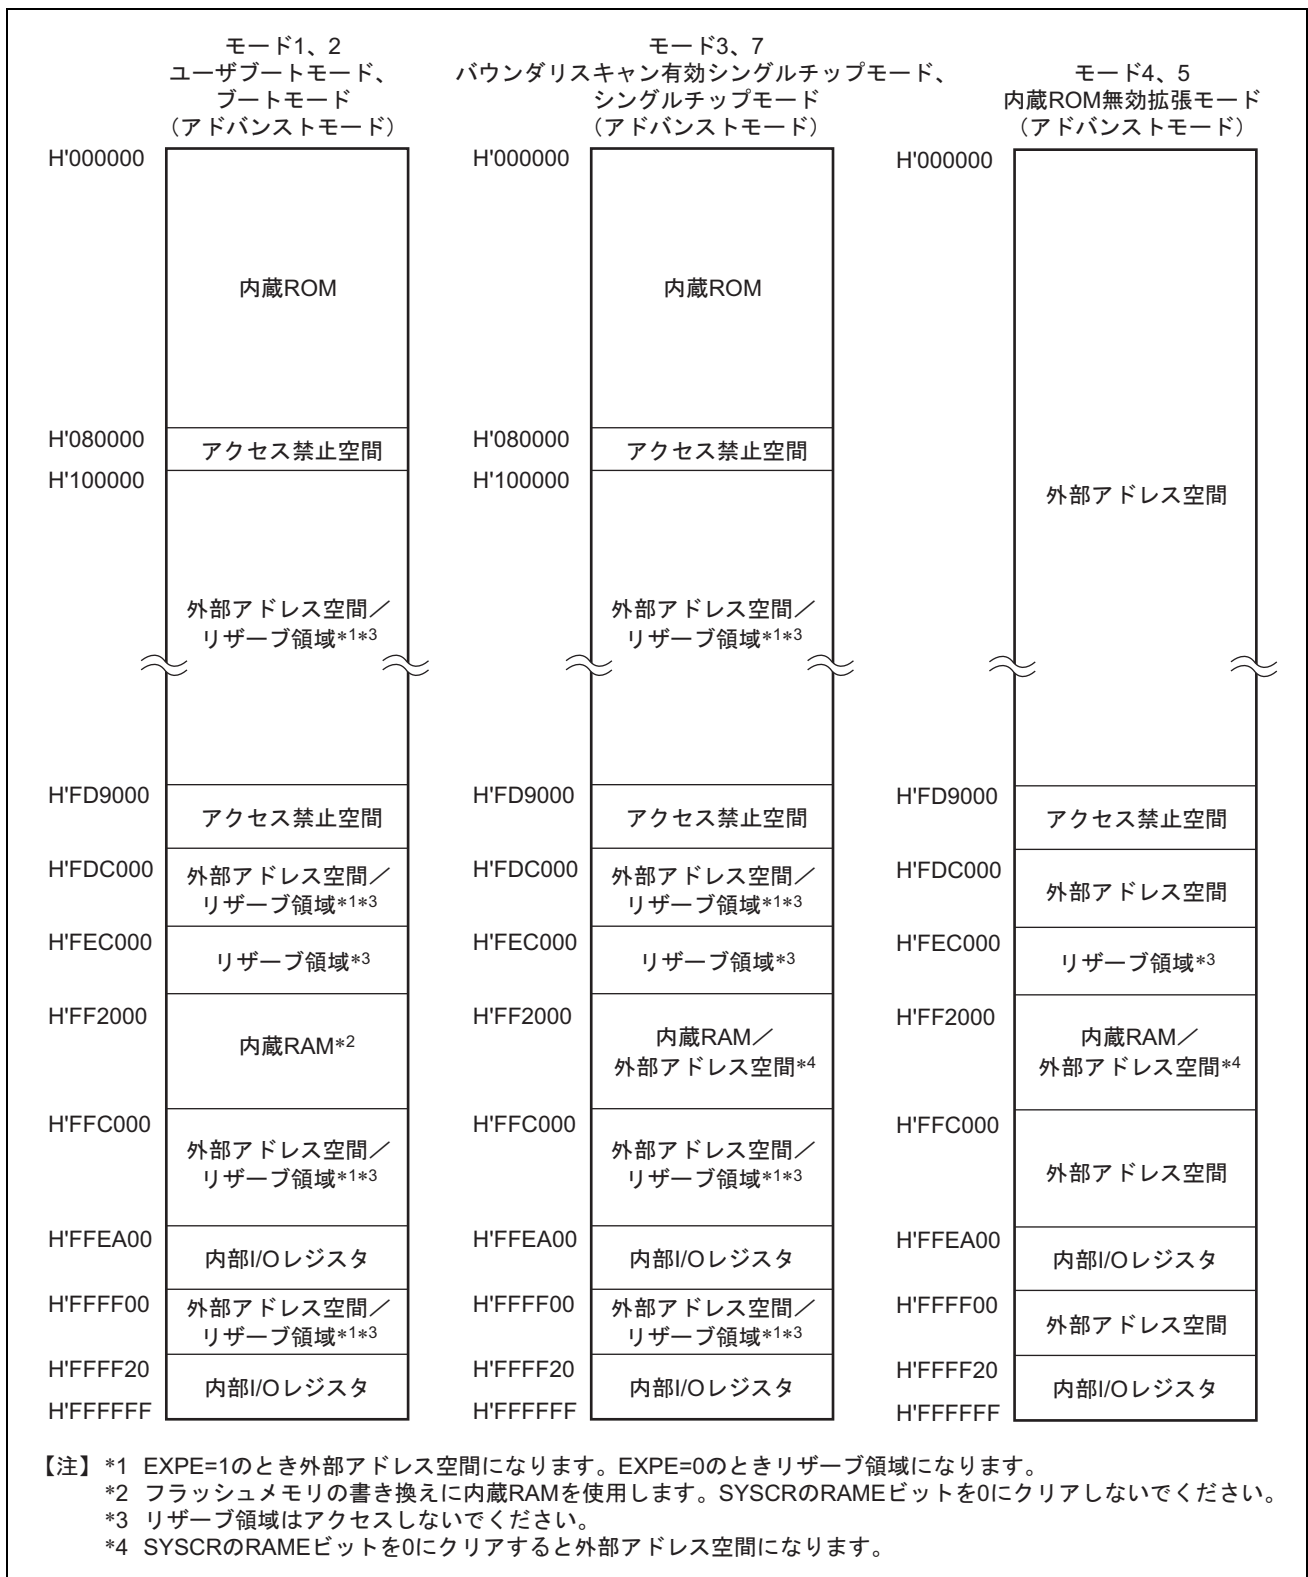 モード1、2
ユーザブートモード、
ブートモード
（アドバンストモード）
H'000000
内蔵ROM
H'080000
アクセス禁止空間
H'100000
外部アドレス空間／
リザーブ領域*1*3
H'FD9000
アクセス禁止空間
H'FDC000
外部アドレス空間／
リザーブ領域*1*3
H'FEC000
リザーブ領域*3
H'FF2000
内蔵RAM*2
H'FFC000
外部アドレス空間／
リザーブ領域*1*3
H'FFEA00
内部I/Oレジスタ
H'FFFF00
外部アドレス空間／
リザーブ領域*1*3
H'FFFF20
内部I/Oレジスタ
H'FFFFFF
モード3、7
バウンダリスキャン有効シングルチップモード、
シングルチップモード
（アドバンストモード）
H'000000
内蔵ROM
H'080000
アクセス禁止空間
H'100000
外部アドレス空間／
リザーブ領域*1*3
H'FD9000
アクセス禁止空間
H'FDC000
外部アドレス空間／
リザーブ領域*1*3
H'FEC000
リザーブ領域*3
H'FF2000
内蔵RAM／
外部アドレス空間*4
H'FFC000
外部アドレス空間／
リザーブ領域*1*3
H'FFEA00
内部I/Oレジスタ
H'FFFF00
外部アドレス空間／
リザーブ領域*1*3
H'FFFF20
内部I/Oレジスタ
H'FFFFFF
モード4、5
内蔵ROM無効拡張モード
（アドバンストモード）
H'000000
外部アドレス空間
H'FD9000
アクセス禁止空間
H'FDC000
外部アドレス空間
H'FEC000
リザーブ領域*3
H'FF2000
内蔵RAM／
外部アドレス空間*4
H'FFC000
外部アドレス空間
H'FFEA00
内部I/Oレジスタ
H'FFFF00
外部アドレス空間
H'FFFF20
内部I/Oレジスタ
H'FFFFFF
【注】*1 EXPE=1のとき外部アドレス空間になります。EXPE=0のときリザーブ領域になります。
*2 フラッシュメモリの書き換えに内蔵RAMを使用します。SYSCRのRAMEビットを0にクリアしないでください。
*3 リザーブ領域はアクセスしないでください。
*4 SYSCRのRAMEビットを0にクリアすると外部アドレス空間になります。